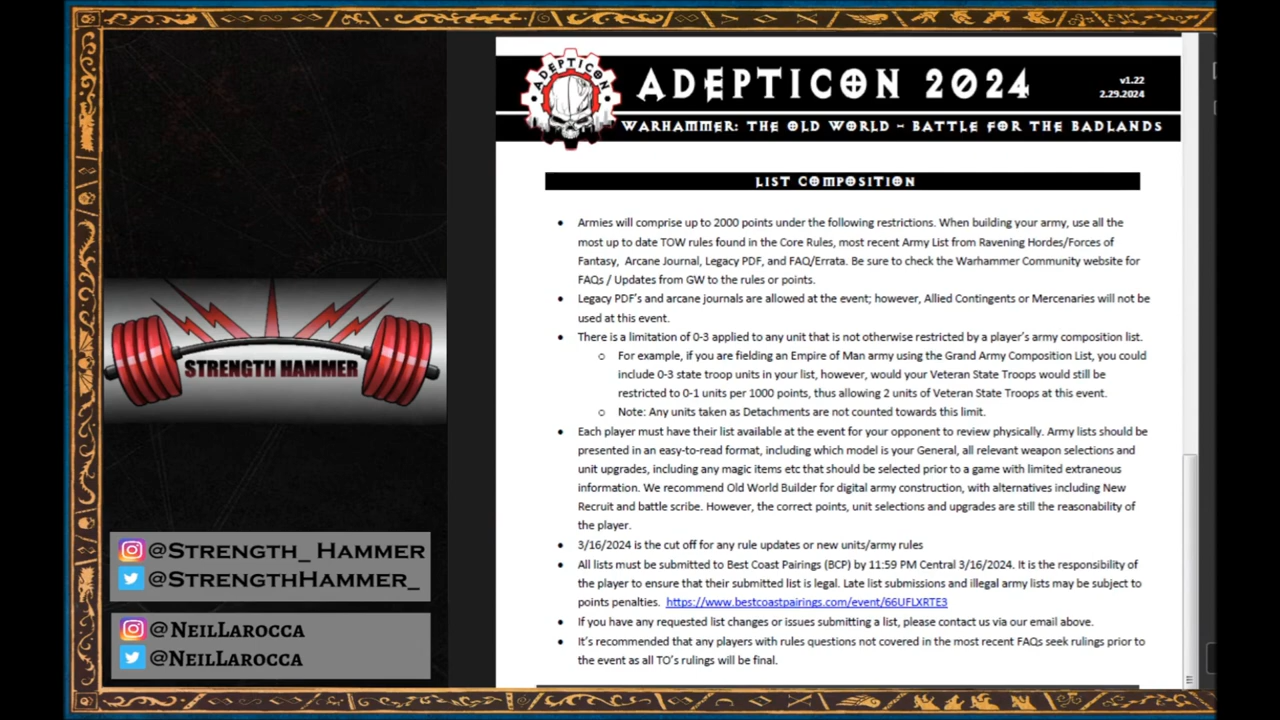 ADEPTICON
ADEPTICON 2024
v1.22
2.29.2024
WARHAMMER: THE OLD WORLD - BATTLE FOR THE BADLANDS
LIST COMPOSITION
• Armies will comprise up to 2000 points under the following restrictions. When building your army, use all the
most up to date TOW rules found in the Core Rules, most recent Army List from Ravening Hordes/Forces of
Fantasy, Arcane Journal, Legacy PDF, and FAQ/Errata. Be sure to check the Warhammer Community website for
FAQs / Updates from GW to the rules or points.
• Legacy PDF's and arcane journals are allowed at the event; however, Allied Contingents or Mercenaries will not be
used at this event.
• There is a limitation of 0-3 applied to any unit that is not otherwise restricted by a player's army composition list.
o For example, if you are fielding an Empire of Man army using the Grand Army Composition List, you could
include 0-3 state troop units in your list, however, would your Veteran State Troops would still be
restricted to 0-1 units per 1000 points, thus allowing 2 units of Veteran State Troops at this event.
o Note: Any units taken as Detachments are not counted towards this limit.
• Each player must have their list available at the event for your opponent to review physically. Army lists should be
presented in an easy-to-read format, including which model is your General, all relevant weapon selections and
unit upgrades, including any magic items etc that should be selected prior to a game with limited extraneous
information. We recommend Old World Builder for digital army construction, with alternatives including New
Recruit and battle scribe. However, the correct points, unit selections and upgrades are still the reasonability of
the player.
• 3/16/2024 is the cut off for any rule updates or new units/army rules
• All lists must be submitted to Best Coast Pairings (BCP) by 11:59 PM Central 3/16/2024. It is the responsibility of
the player to ensure that their submitted list is legal. Late list submissions and illegal army lists may be subject to
points penalties. https://www.bestcoastpairings.com/event/66UFLXRTE3
• If you have any requested list changes or issues submitting a list, please contact us via our email above.
• It's recommended that any players with rules questions not covered in the most recent FAQs seek rulings prior to
the event as all TO's rulings will be final.
STRENGTH HAMMER
@STRENGTH_HAMMER
@STRENGTHHAMMER_
@NEILLAROCCA
@NEILLAROCCA